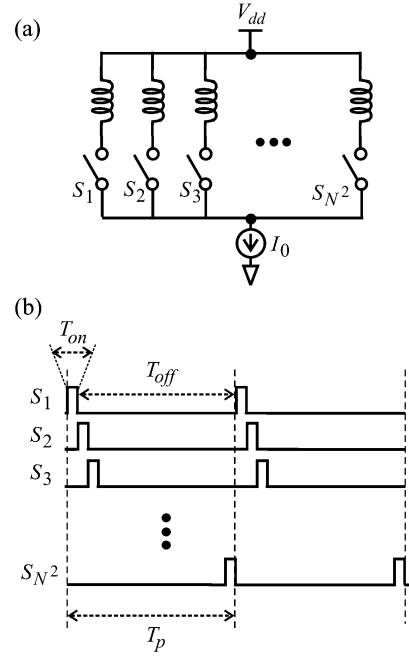 (a)
V_dd
S_1 S_2 S_3 S_N^2
I_0
(b)
T_on
T_off
S_1
S_2
S_3
S_N^2
T_p